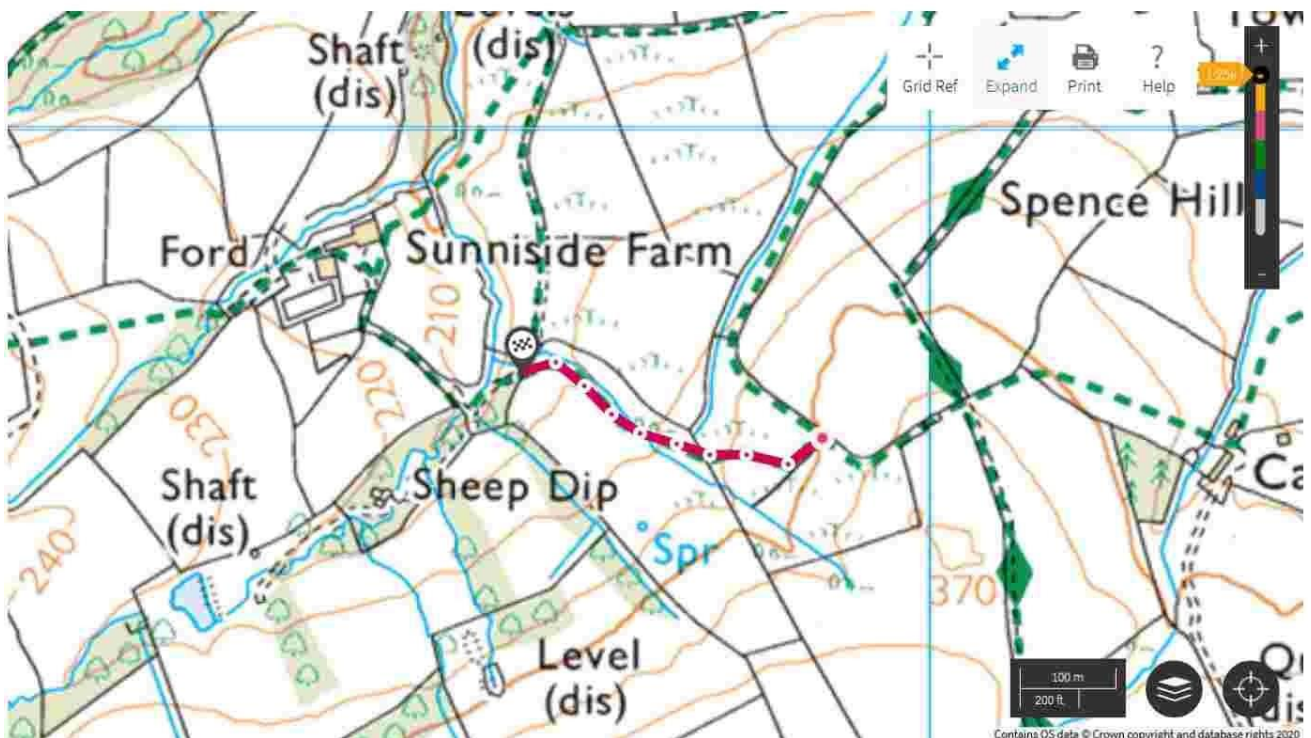 Shaft
(dis)
(dis)
Grid Ref
Expand
Print
Help
+
Ford
Sunniside Farm
Spence Hill
210
220
230
Shaft
(dis)
Sheep Dip
Spr
240
370
Level
(dis)
-
100 m
200 ft
Contains OS data © Crown copyright and database rights 2020